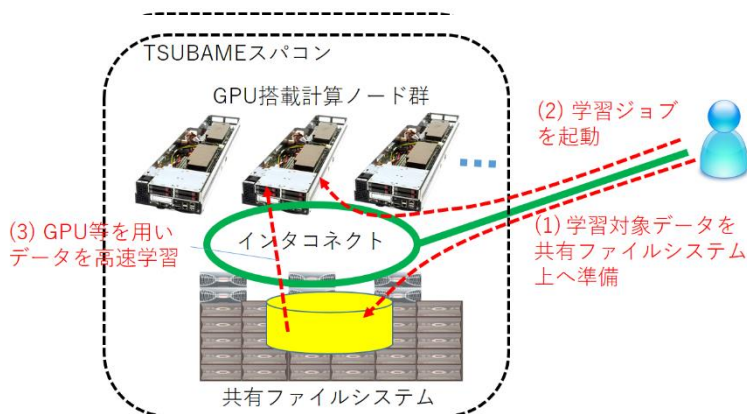 TSUBAMEスパコン
GPU搭載計算ノード群
(2) 学習ジョブ
を起動
(1) 学習対象データを
共有ファイルシステム
上へ準備
(3) GPU等を用い
データを高速学習
インタコネクト
共有ファイルシステム